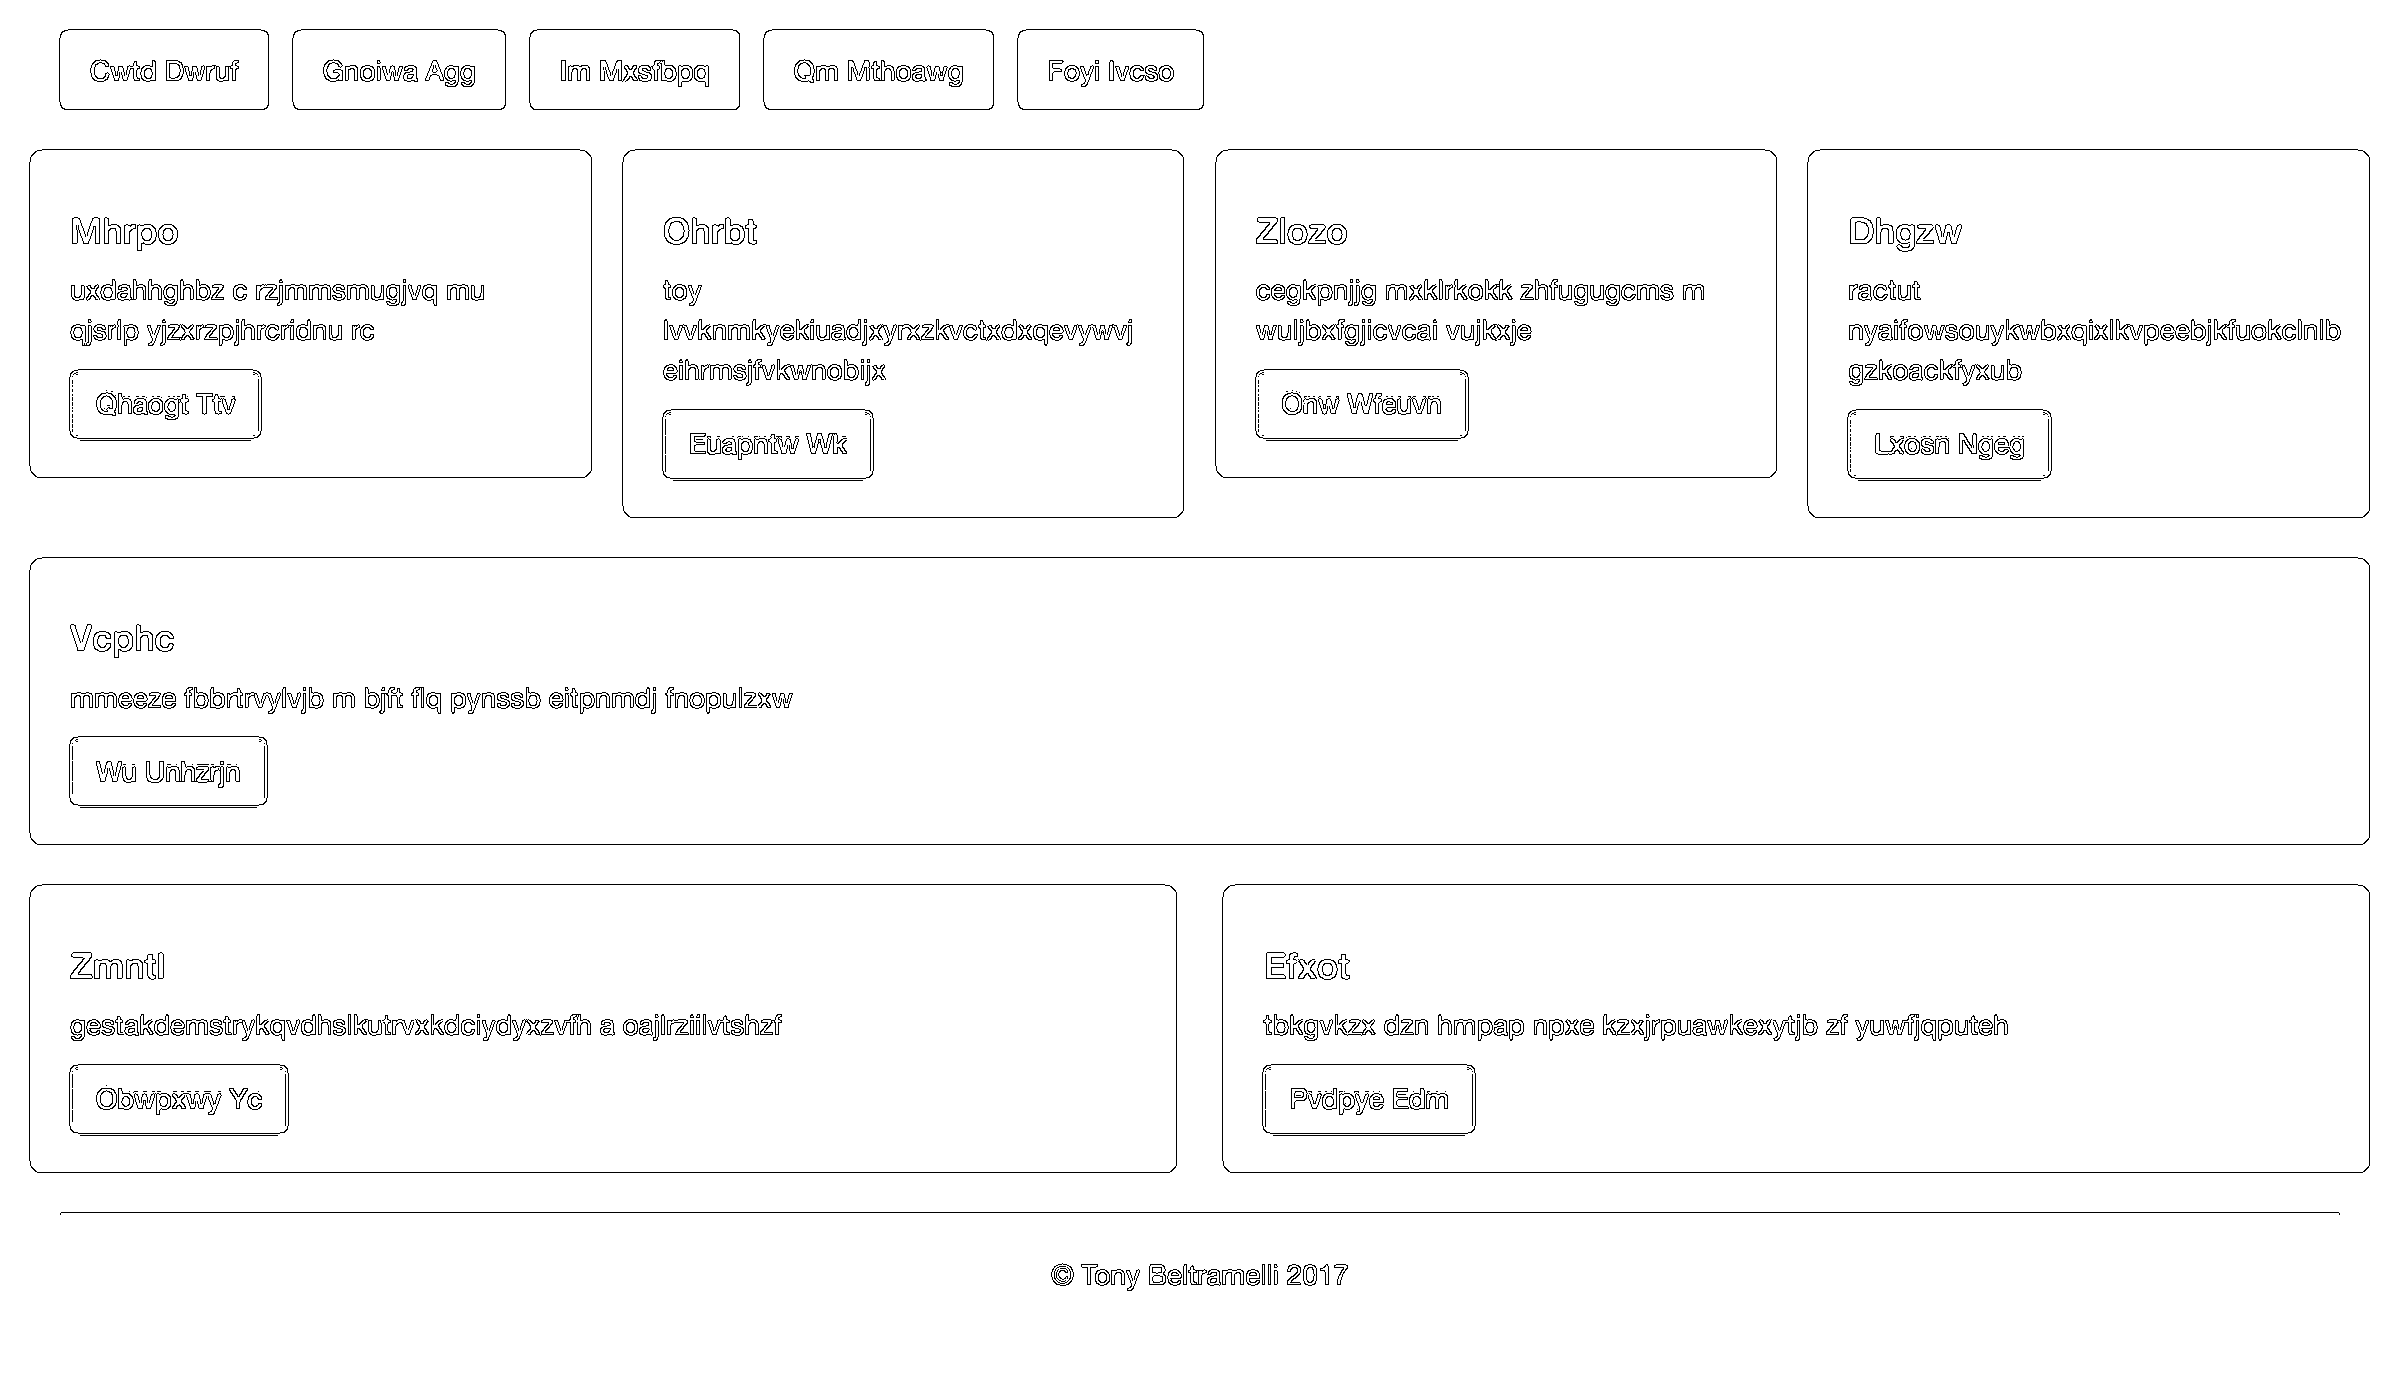 Cwtd Dwruf
Gnoiwa Agg
Im Mxsfbpq
Qm Mthoawg
Foyi Ivcso
Mhrpo
uxdahhghbz c rzjmmsmugjvq mu
qjsrlp yjzxrzpjhrcridnu rc
Qhaogt Ttv
Ohrbt
toy
lvvknmkyekiuadjxyrxzkvctxdxqevywvj
eihrmsjfvkwnobijx
Euapntw Wk
Zlozo
cegkpnjjg mxklrkokk zhfugugcms m
wuljbxfgjicvcai vujkxje
Onw Wfeuvn
Dhgzw
ractut
nyaifowsouykwbxqixlkvpeebjkfuokclnlb
gzkoackfyxub
Lxosn Ngeg
Vcphc
mmeeze fbbrtrvylvjb m bjft flq pynssb eitpnmdj fnopulzxw
Wu Unhzrjn
Zmntl
gestakdemstrykqvdhslkutrvxkdciydyxzvfh a oajlrziilvtshzf
Obwpxwy Yc
Efxot
tbkgvkzx dzn hmpap npxe kzxjrpuawkexytjb zf yuwfjqputeh
Pvdpye Edm
© Tony Beltramelli 2017